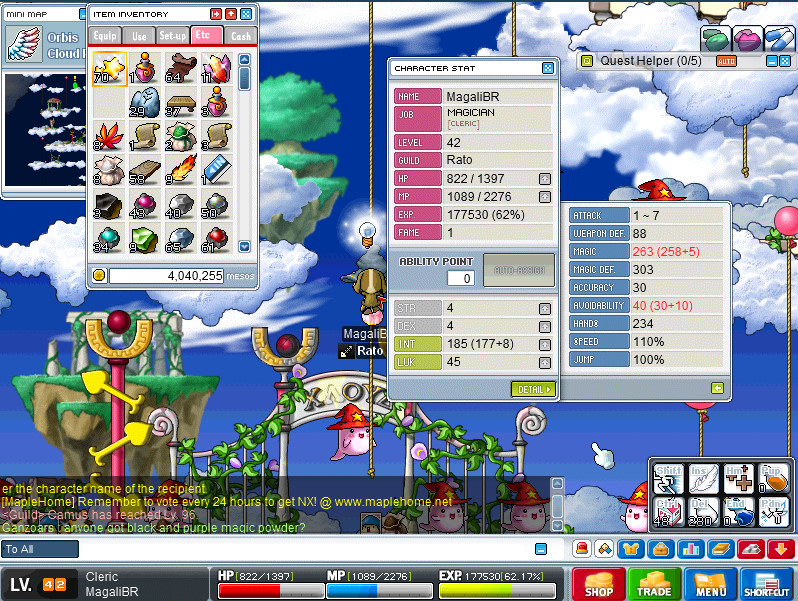 MINI MAP
Orbis
Cloud
ITEM INVENTORY
Equip Use Set-up Etc Cash
70 1 64 11
29 37 3
8 1 2 3
8 58 9 1
3 43 40 50
34 9 65 61
4,040,255 MESOS
CHARACTER STAT
NAME MagaliBR
JOB MAGICIAN
[CLERIC]
LEVEL 42
GUILD Rato
HP 822 / 1397
MP 1089 / 2276
EXP. 177530 (62%)
FAME 1
ABILITY POINT
0
AUTO-ASSIGN
STR 4
DEX 4
INT 185 (177+8)
LUK 45
DETAIL
ATTACK 1 ~ 7
WEAPON DEF. 88
MAGIC 263 (258+5)
MAGIC DEF. 303
ACCURACY 30
AVOIDABILITY 40 (30+10)
HANDS 234
SPEED 110%
JUMP 100%
Quest Helper (0/5) AUTO
MagaliB
Rato
er the character name of the recipient.
[MapleHome] Remember to vote every 24 hours to get NX! @ www.maplehome.net
<Guild> Camus has reached Lv. 96.
Ganzoars : anyone got black and purple magic powder?
Shift Ins Hm Pup
0
48 Del 280 End 0 Pdn
To All
LV. 42
Cleric
MagaliBR
HP[822/1397] MP[1089/2276] EXP. 177530[62.17%]
SHOP TRADE MENU SHORT-CUT